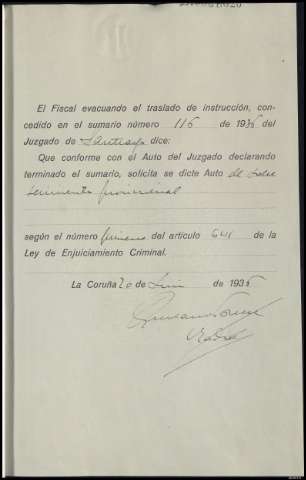 El Fiscal evacuando el traslado de instrucción, con-
cedido en el sumario número 116 de 1935 del
Juzgado de Santiago dice:
Que conforme con el Auto del Juzgado declarando
terminado el sumario, solicita se dicte Auto de sobre
seimiento provisional
según el número primero del artículo 641 de la
Ley de Enjuiciamiento Criminal.
La Coruña 20 de de 1935